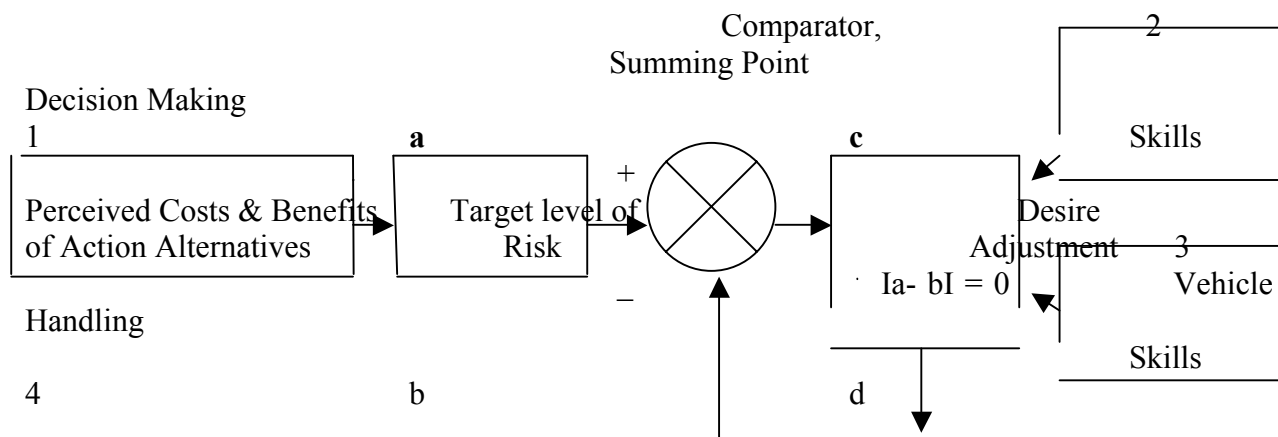 Comparator, 2
Summing Point
Decision Making
1 a c Skills
+
Perceived Costs & Benefits Target level of Desire
of Action Alternatives Risk Adjustment 3
– Ia- bI = 0 Vehicle
Handling
Skills
4 b d